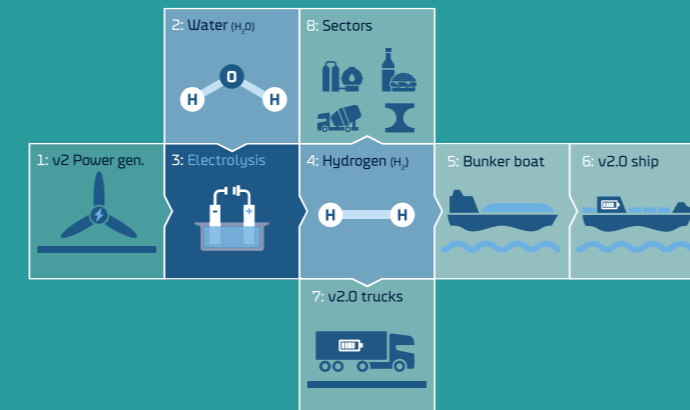 2: Water (H₂O)
8: Sectors
O
H H
1: v2 Power gen.
3: Electrolysis
4: Hydrogen (H₂)
5: Bunker boat
6: v2.0 ship
- +
H H
7: v2.0 trucks